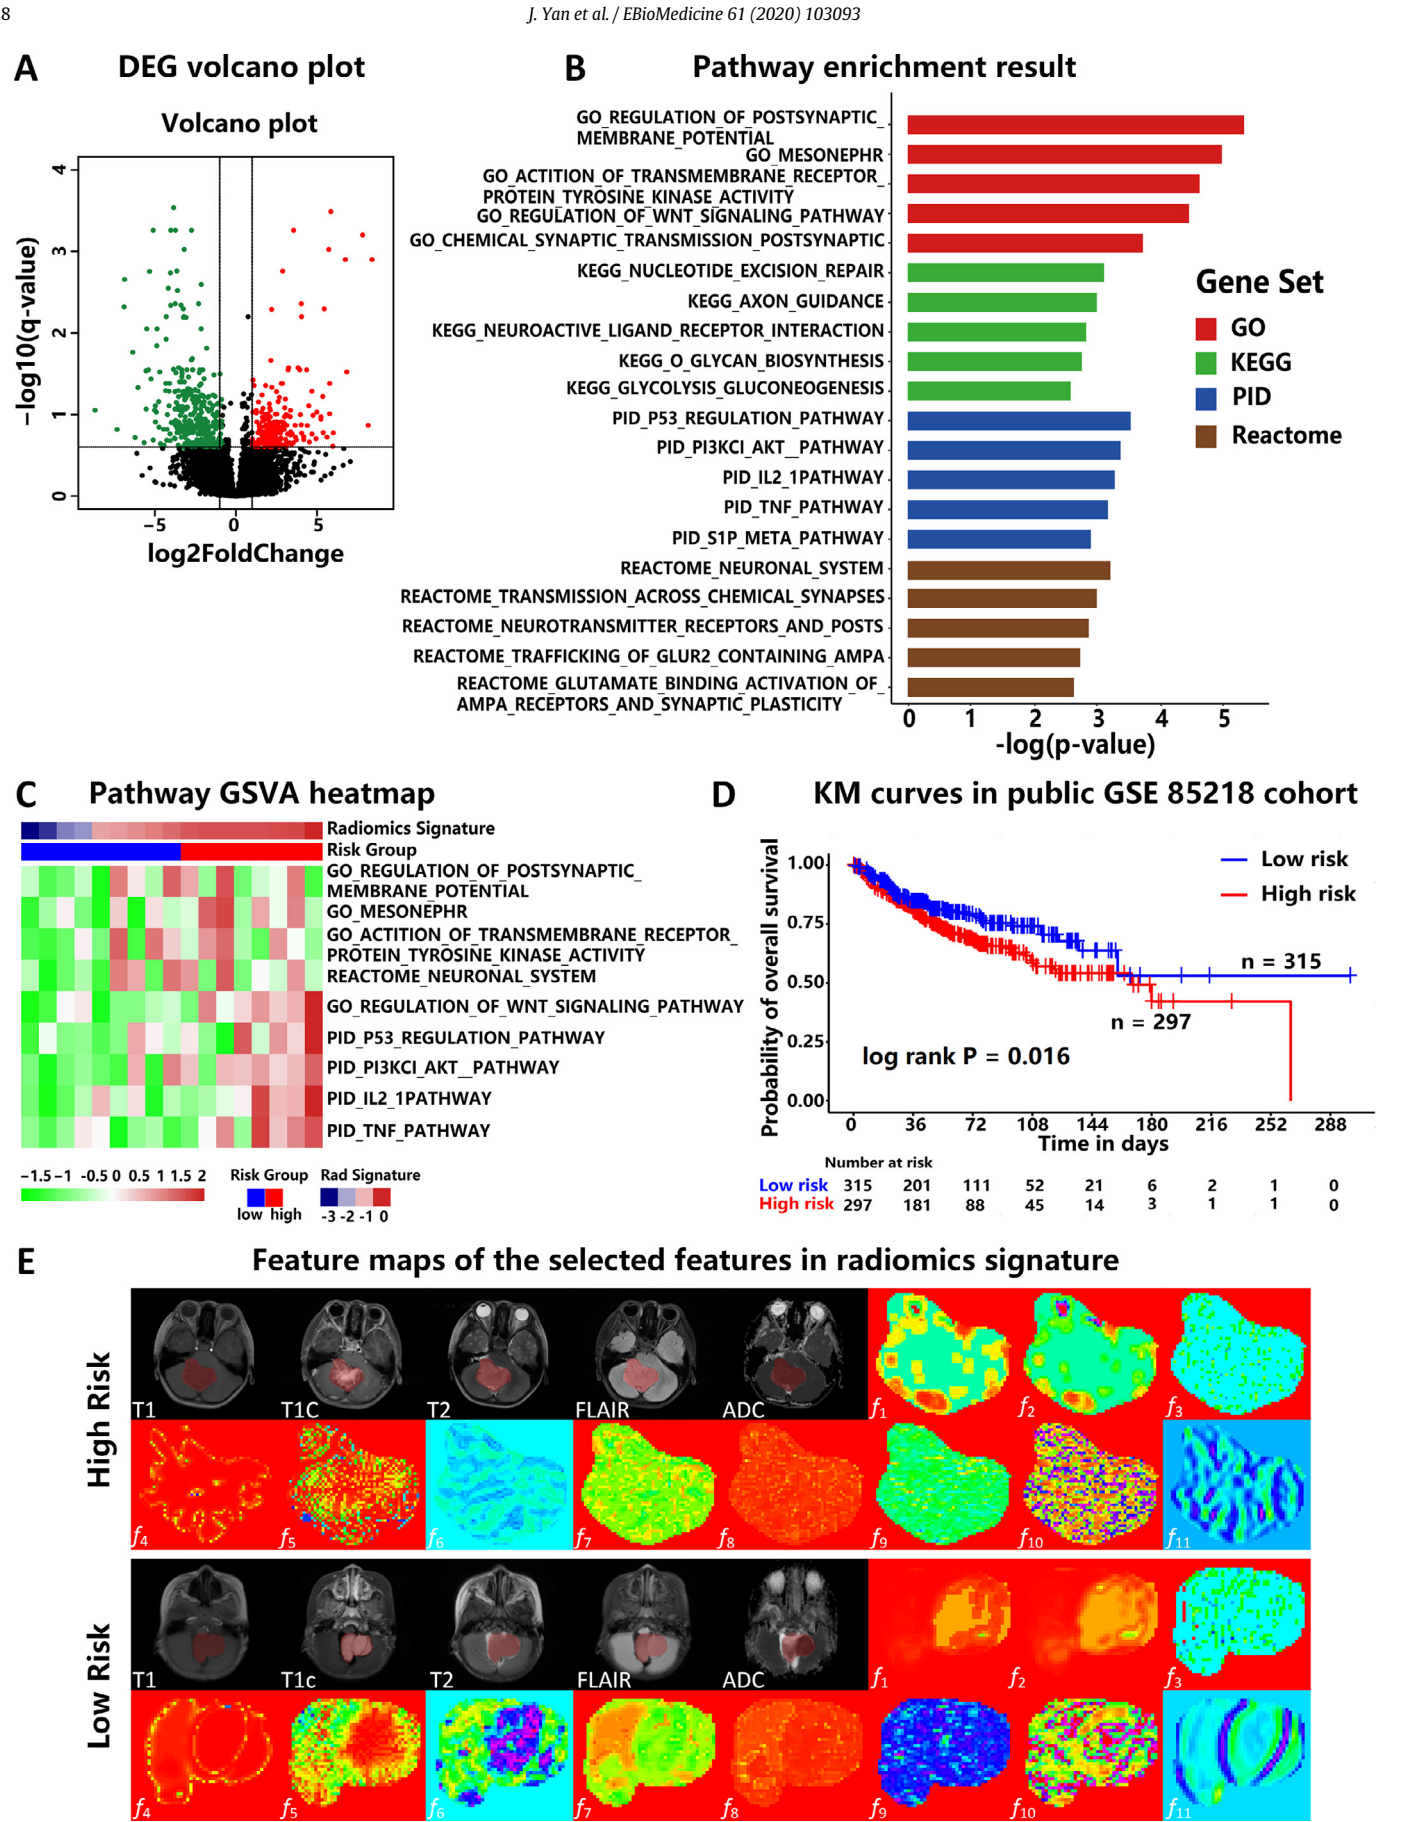 8
J. Yan et al. / EBioMedicine 61 (2020) 103093
A DEG volcano plot
Volcano plot
−log10(q-value)
4
3
2
1
0
−5 0 5
log2FoldChange
B Pathway enrichment result
GO_REGULATION_OF_POSTSYNAPTIC_
MEMBRANE_POTENTIAL
GO_MESONEPHR
GO_ACTITION_OF_TRANSMEMBRANE_RECEPTOR_
PROTEIN_TYROSINE_KINASE_ACTIVITY
GO_REGULATION_OF_WNT_SIGNALING_PATHWAY
GO_CHEMICAL_SYNAPTIC_TRANSMISSION_POSTSYNAPTIC
KEGG_NUCLEOTIDE_EXCISION_REPAIR
KEGG_AXON_GUIDANCE
KEGG_NEUROACTIVE_LIGAND_RECEPTOR_INTERACTION
KEGG_O_GLYCAN_BIOSYNTHESIS
KEGG_GLYCOLYSIS_GLUCONEOGENESIS
PID_P53_REGULATION_PATHWAY
PID_PI3KCI_AKT__PATHWAY
PID_IL2_1PATHWAY
PID_TNF_PATHWAY
PID_S1P_META_PATHWAY
REACTOME_NEURONAL_SYSTEM
REACTOME_TRANSMISSION_ACROSS_CHEMICAL_SYNAPSES
REACTOME_NEUROTRANSMITTER_RECEPTORS_AND_POSTS
REACTOME_TRAFFICKING_OF_GLUR2_CONTAINING_AMPA
REACTOME_GLUTAMATE_BINDING_ACTIVATION_OF_
AMPA_RECEPTORS_AND_SYNAPTIC_PLASTICITY
0 1 2 3 4 5
-log(p-value)
Gene Set
GO
KEGG
PID
Reactome
C Pathway GSVA heatmap
Radiomics Signature
Risk Group
GO_REGULATION_OF_POSTSYNAPTIC_
MEMBRANE_POTENTIAL
GO_MESONEPHR
GO_ACTITION_OF_TRANSMEMBRANE_RECEPTOR_
PROTEIN_TYROSINE_KINASE_ACTIVITY
REACTOME_NEURONAL_SYSTEM
GO_REGULATION_OF_WNT_SIGNALING_PATHWAY
PID_P53_REGULATION_PATHWAY
PID_PI3KCI_AKT__PATHWAY
PID_IL2_1PATHWAY
PID_TNF_PATHWAY
−1.5 −1 -0.5 0 0.5 1 1.5 2
Risk Group
low high
Rad Signature
-3 -2 -1 0
D KM curves in public GSE 85218 cohort
Probability of overall survival
1.00
0.75
0.50
0.25
0.00
Low risk
High risk
n = 315
n = 297
log rank P = 0.016
0 36 72 108 144 180 216 252 288
Time in days
Number at risk
Low risk 315 201 111 52 21 6 2 1 0
High risk 297 181 88 45 14 3 1 1 0
E Feature maps of the selected features in radiomics signature
High Risk
T1 T1C T2 FLAIR ADC f1 f2 f3
f4 f5 f6 f7 f8 f9 f10 f11
Low Risk
T1 T1c T2 FLAIR ADC f1 f2 f3
f4 f5 f6 f7 f8 f9 f10 f11